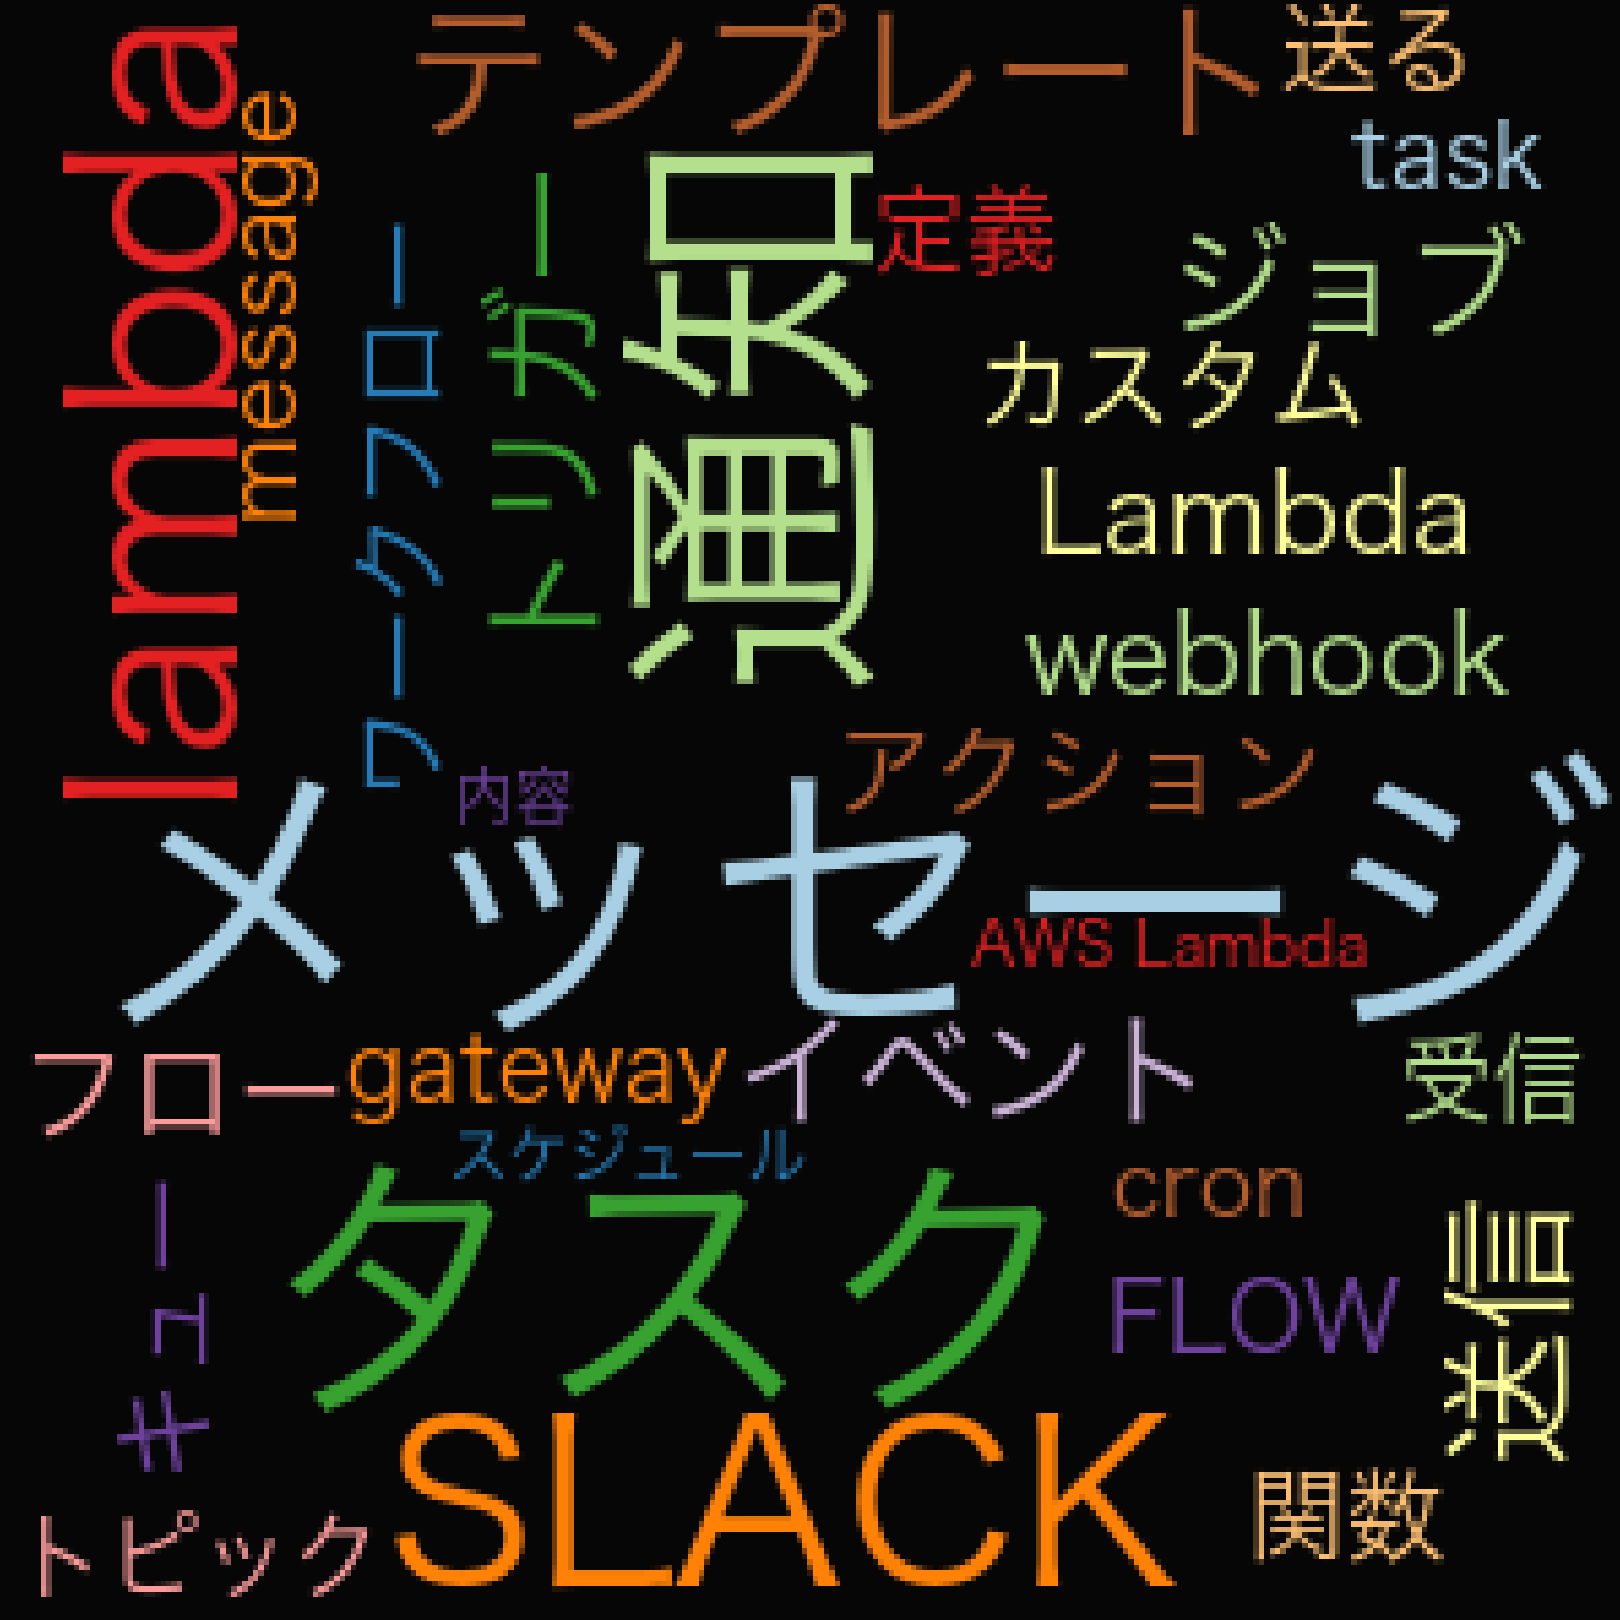 テンプレート
送る
lambda
message
task
ワークフロー
トリガー
通知
定義
ジョブ
カスタム
Lambda
webhook
アクション
内容
メッセージ
AWS Lambda
フロー
gateway
イベント
受信
スケジュール
cron
キュー
タスク
FLOW
送信
SLACK
関数
トピック